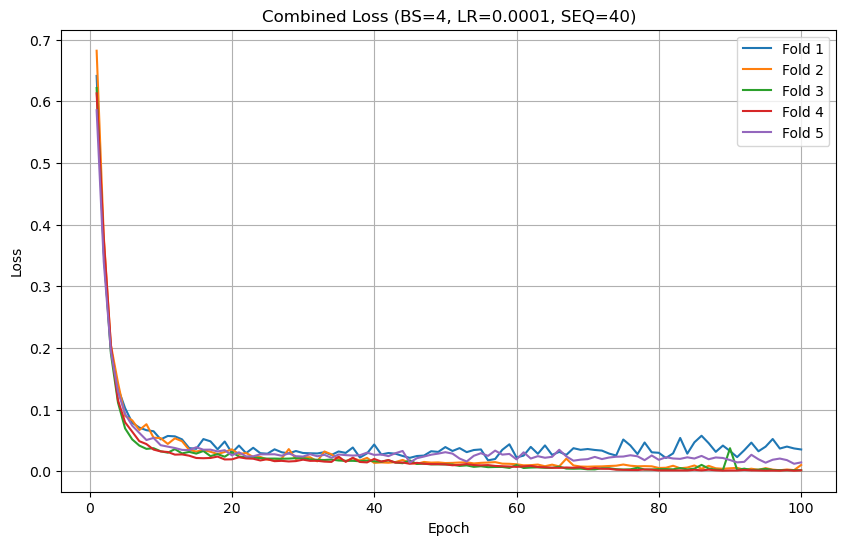 Combined Loss (BS=4, LR=0.0001, SEQ=40)
Fold 1
Fold 2
Fold 3
Fold 4
Fold 5
Loss
0.7
0.6
0.5
0.4
0.3
0.2
0.1
0.0
0
20
40
60
80
100
Epoch